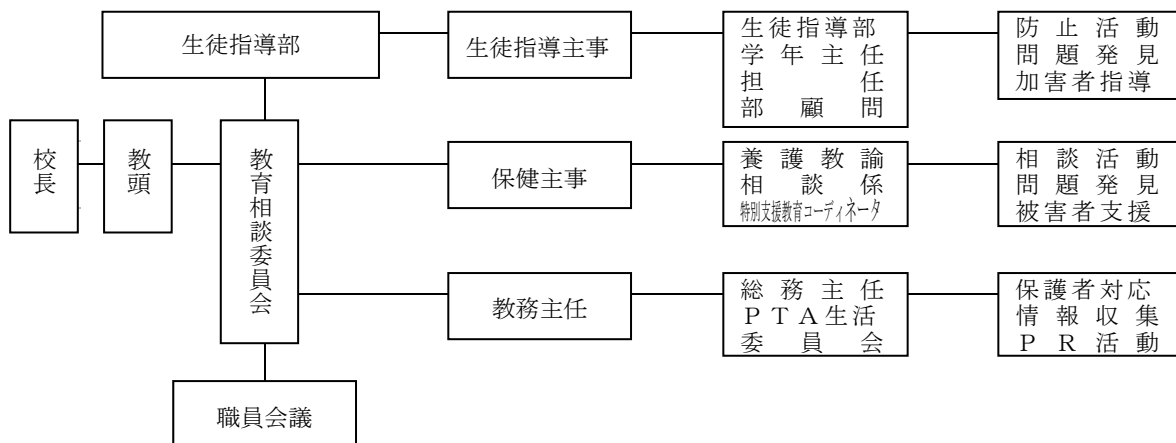 生徒指導部
生徒指導主事
生徒指導部
学年主任
担任
部顧問
防止活動
問題発見
加害者指導
校長
教頭
教育相談委員会
保健主事
養護教諭
相談係
特別支援教育コーディネータ
相談活動
問題発見
被害者支援
教務主任
総務主任
ＰＴＡ生活
委員会
保護者対応
情報収集
ＰＲ活動
職員会議